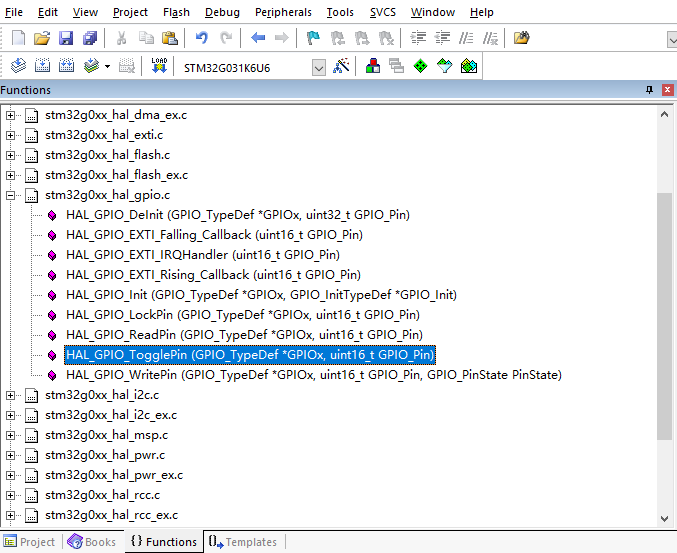 File Edit View Project Flash Debug Peripherals Tools SVCS Window Help
LOAD STM32G031K6U6
Functions
stm32g0xx_hal_dma_ex.c
stm32g0xx_hal_exti.c
stm32g0xx_hal_flash.c
stm32g0xx_hal_flash_ex.c
stm32g0xx_hal_gpio.c
HAL_GPIO_DeInit (GPIO_TypeDef *GPIOx, uint32_t GPIO_Pin)
HAL_GPIO_EXTI_Falling_Callback (uint16_t GPIO_Pin)
HAL_GPIO_EXTI_IRQHandler (uint16_t GPIO_Pin)
HAL_GPIO_EXTI_Rising_Callback (uint16_t GPIO_Pin)
HAL_GPIO_Init (GPIO_TypeDef *GPIOx, GPIO_InitTypeDef *GPIO_Init)
HAL_GPIO_LockPin (GPIO_TypeDef *GPIOx, uint16_t GPIO_Pin)
HAL_GPIO_ReadPin (GPIO_TypeDef *GPIOx, uint16_t GPIO_Pin)
HAL_GPIO_TogglePin (GPIO_TypeDef *GPIOx, uint16_t GPIO_Pin)
HAL_GPIO_WritePin (GPIO_TypeDef *GPIOx, uint16_t GPIO_Pin, GPIO_PinState PinState)
stm32g0xx_hal_i2c.c
stm32g0xx_hal_i2c_ex.c
stm32g0xx_hal_msp.c
stm32g0xx_hal_pwr.c
stm32g0xx_hal_pwr_ex.c
stm32g0xx_hal_rcc.c
stm32g0xx_hal_rcc_ex.c
Project Books {} Functions Templates